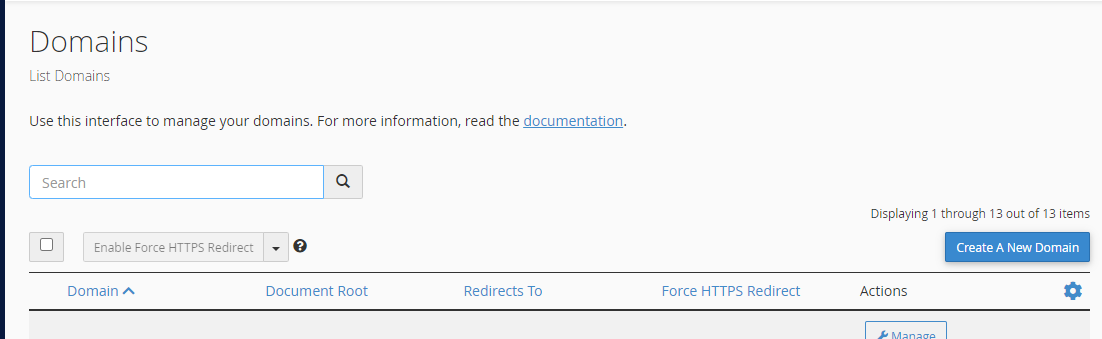 Domains
List Domains
Use this interface to manage your domains. For more information, read the documentation.
Search
Displaying 1 through 13 out of 13 items
Enable Force HTTPS Redirect
Create A New Domain
Domain Document Root Redirects To Force HTTPS Redirect Actions
Manage